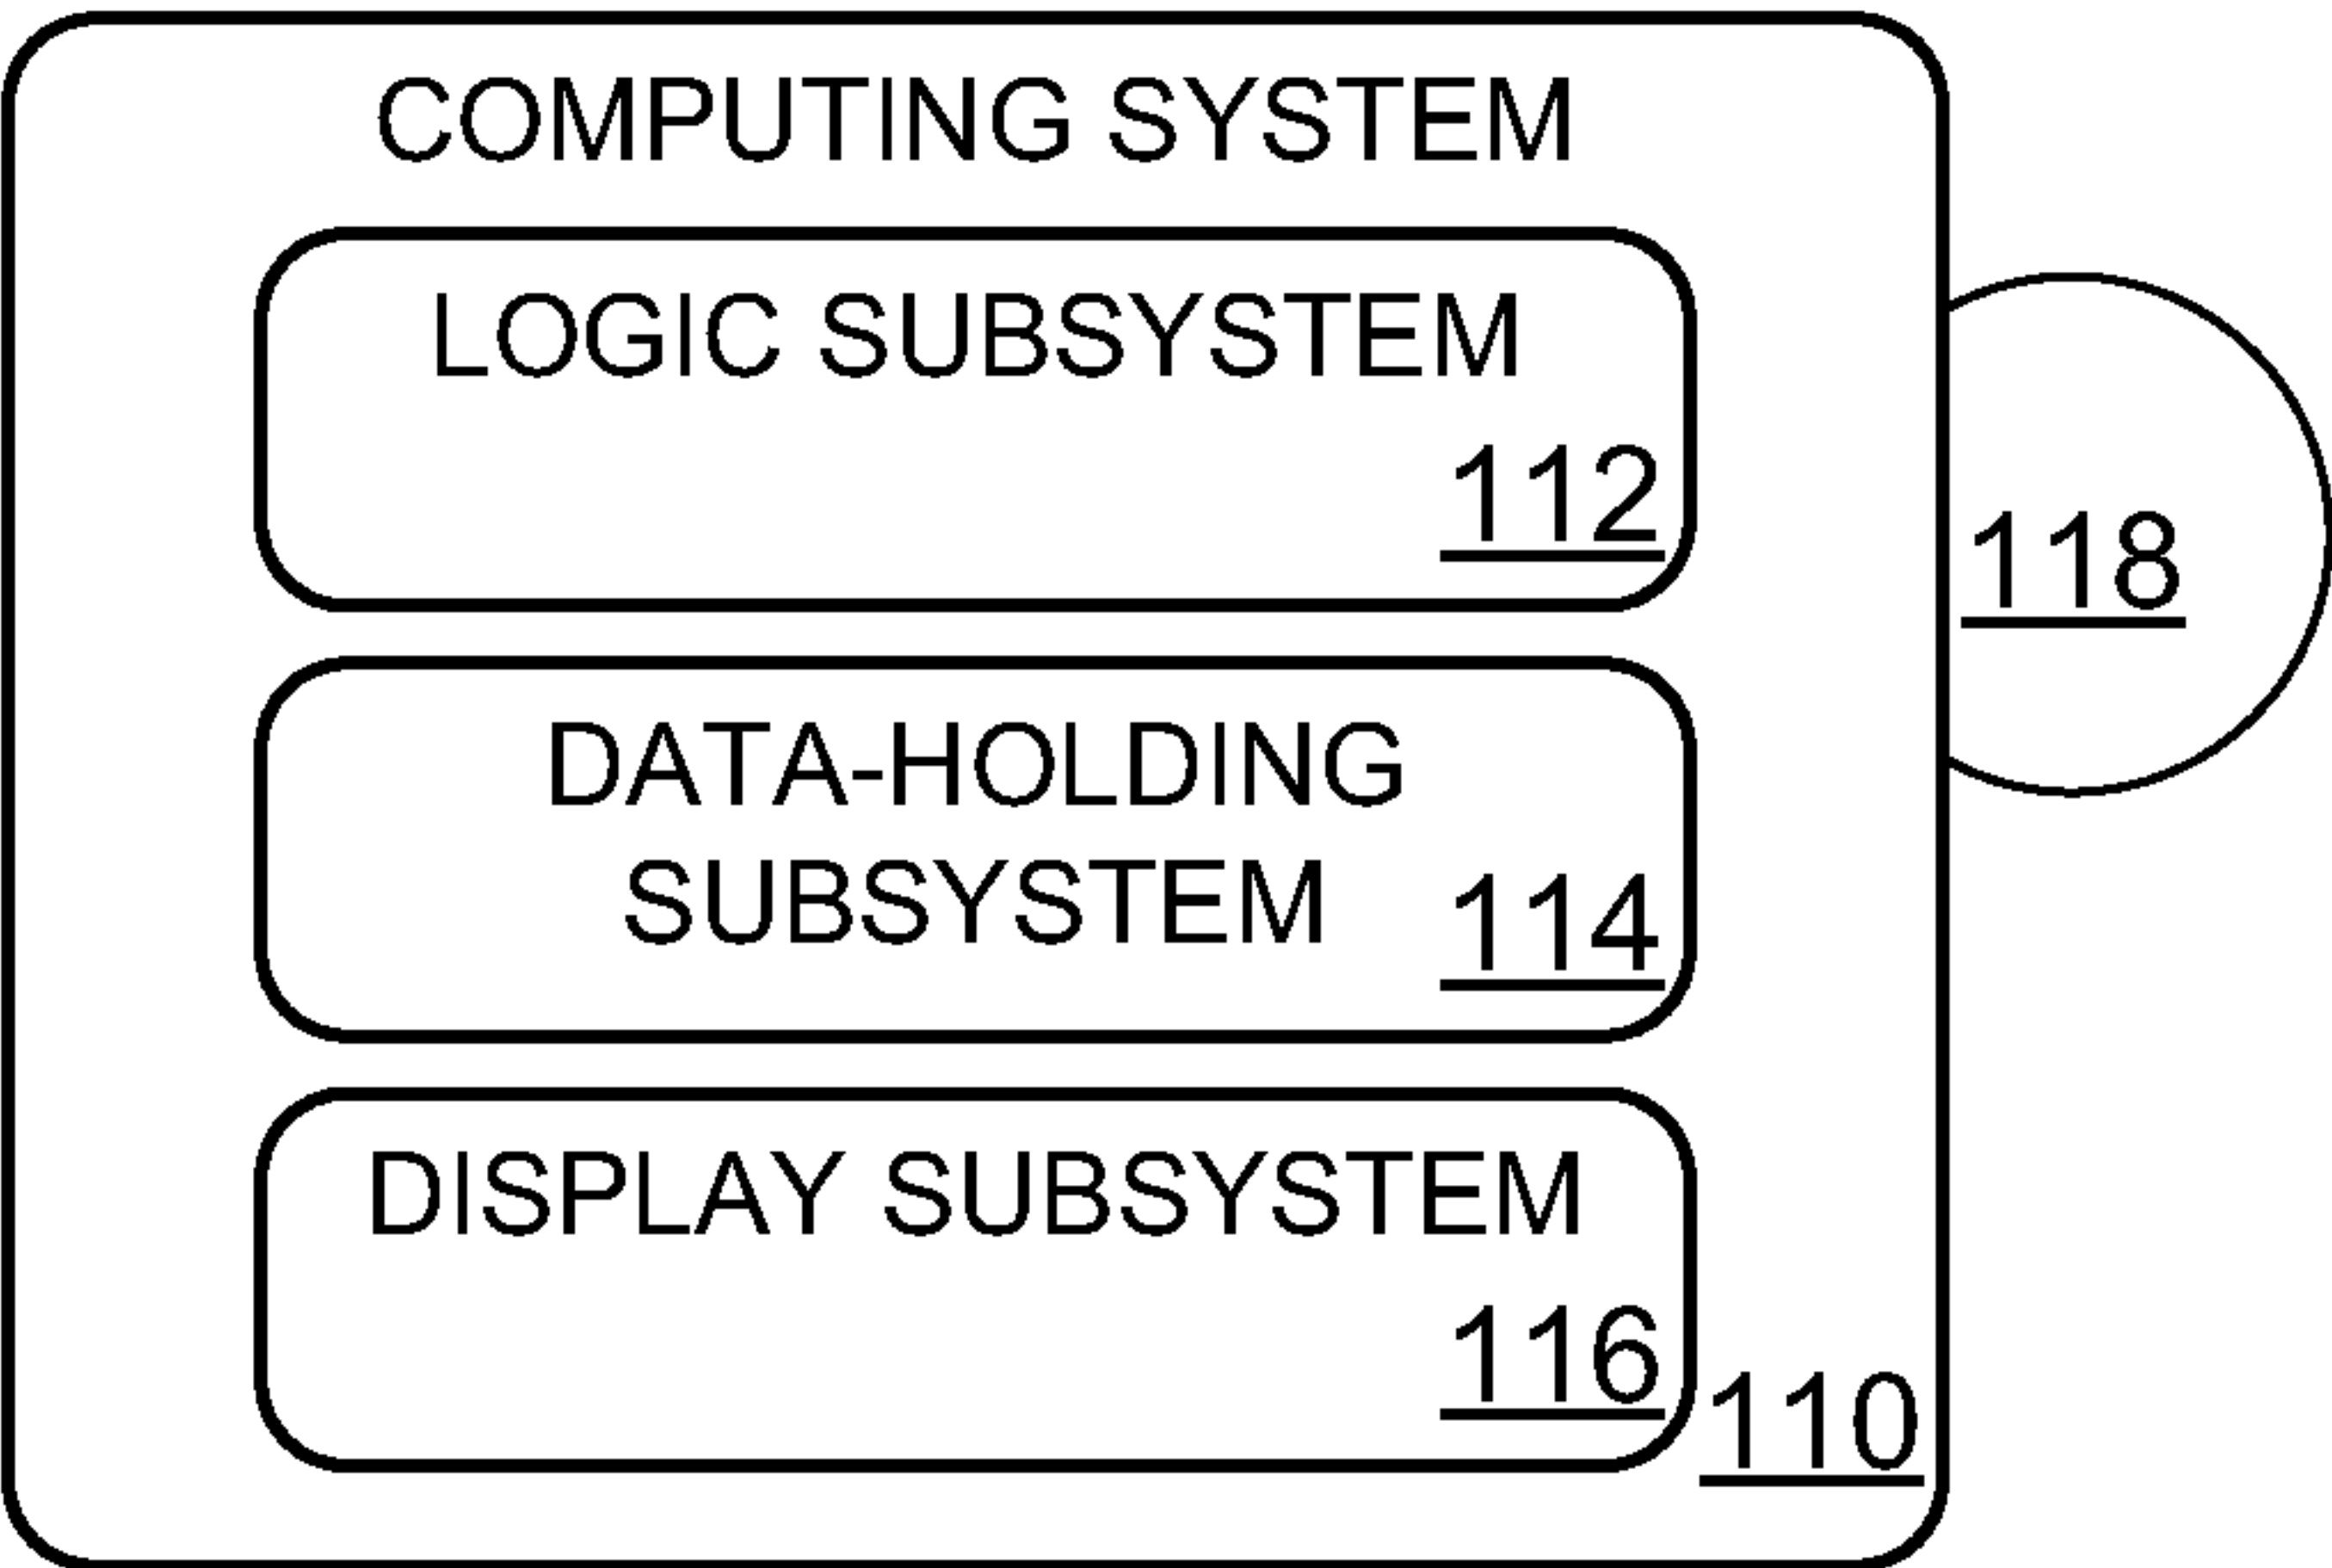 COMPUTING SYSTEM
LOGIC SUBSYSTEM
112
118
DATA-HOLDING
SUBSYSTEM
114
DISPLAY SUBSYSTEM
116
110